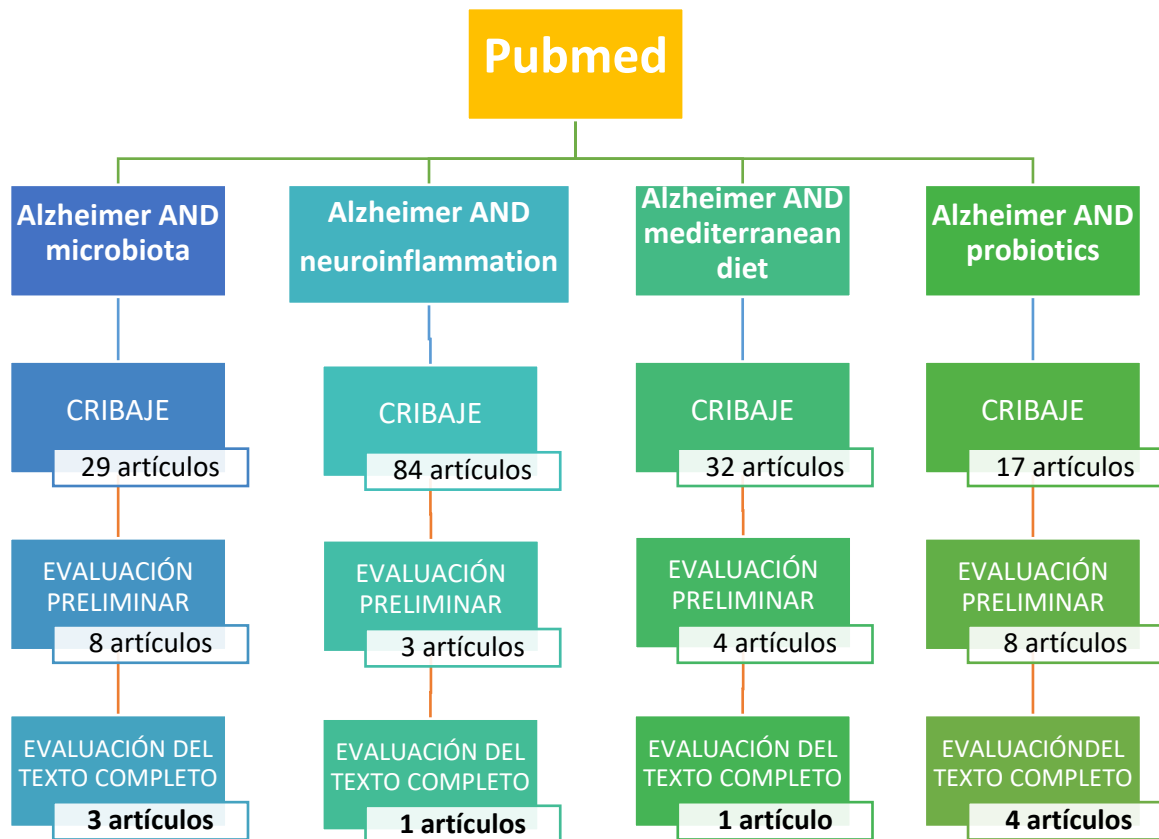 Pubmed
Alzheimer AND
microbiota
CRIBAJE
29 artículos
EVALUACIÓN
PRELIMINAR
8 artículos
EVALUACIÓN DEL
TEXTO COMPLETO
3 artículos
Alzheimer AND
neuroinflammation
CRIBAJE
84 artículos
EVALUACIÓN
PRELIMINAR
3 artículos
EVALUACIÓN DEL
TEXTO COMPLETO
1 artículos
Alzheimer AND
mediterranean
diet
CRIBAJE
32 artículos
EVALUACIÓN
PRELIMINAR
4 artículos
EVALUACIÓN DEL
TEXTO COMPLETO
1 artículo
Alzheimer AND
probiotics
CRIBAJE
17 artículos
EVALUACIÓN
PRELIMINAR
8 artículos
EVALUACIÓNDEL
TEXTO COMPLETO
4 artículos